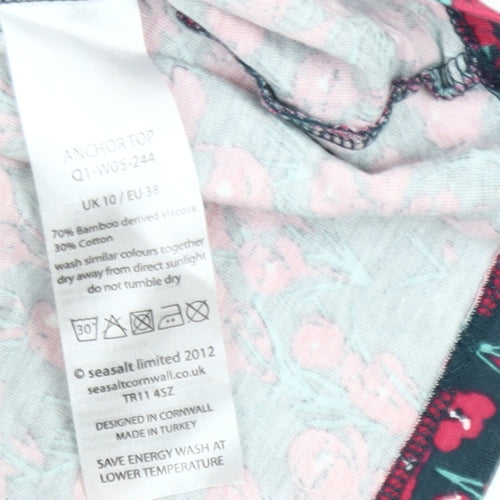 ANCHOR TOP
Q1-W05-244
UK 10 / EU 38
70% Bamboo derived viscose
30% Cotton
wash similar colours together
dry away from direct sunlight
do not tumble dry
30°
© seasalt limited 2012
seasaltcornwall.co.uk
TR11 4SZ
DESIGNED IN CORNWALL
MADE IN TURKEY
SAVE ENERGY WASH AT
LOWER TEMPERATURE